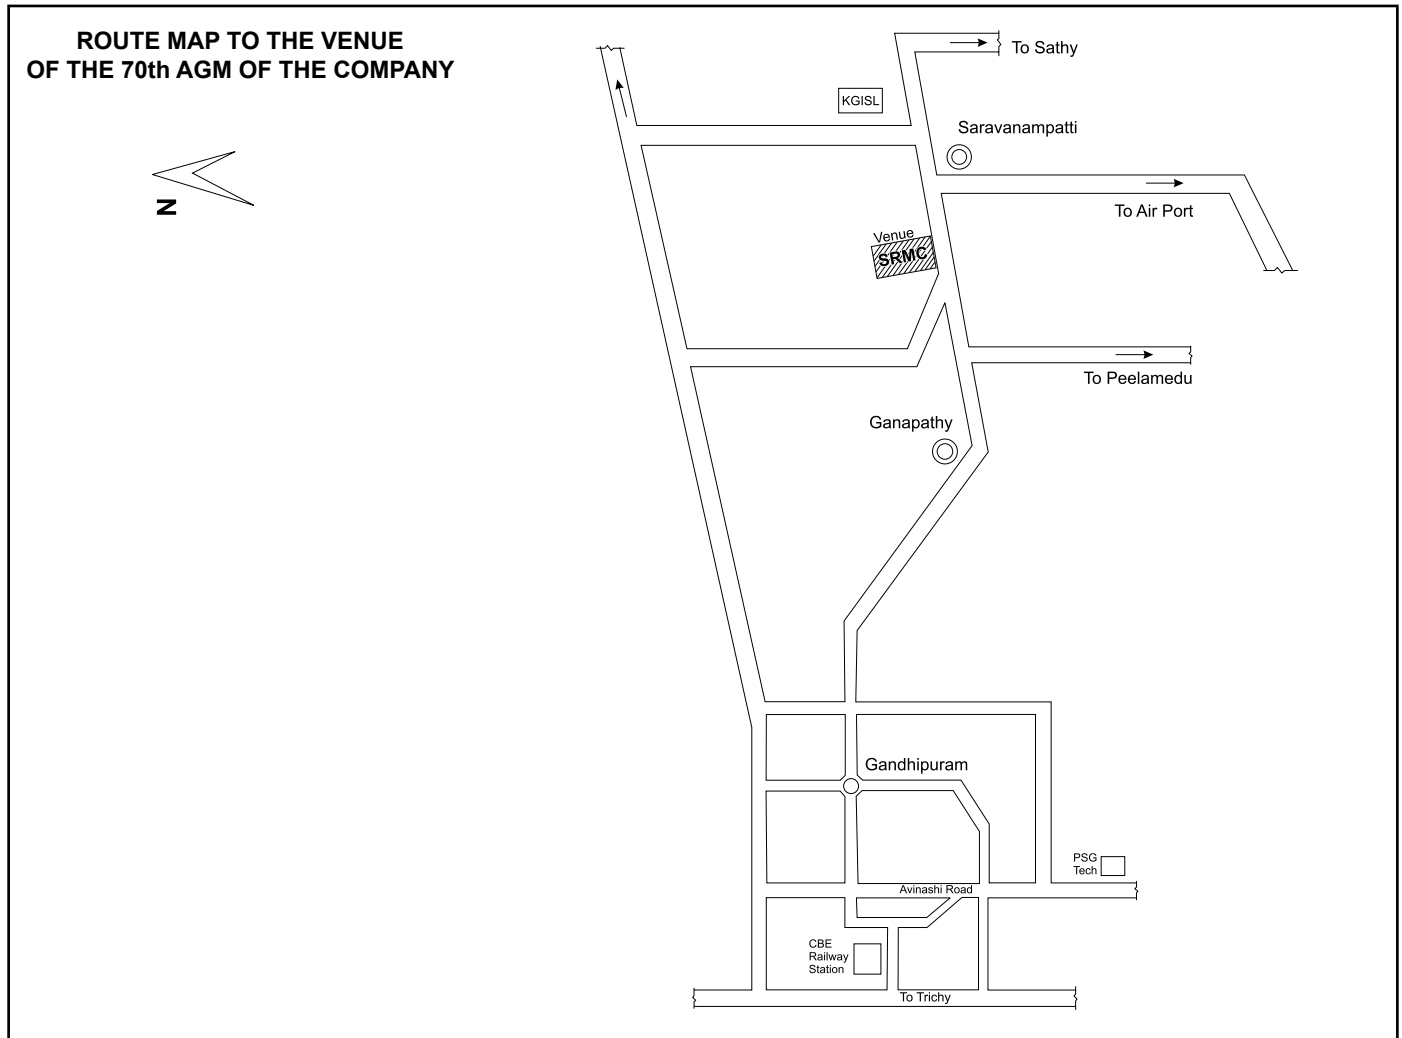 ROUTE MAP TO THE VENUE
OF THE 70th AGM OF THE COMPANY
To Sathy
KGISL
Saravanampatti
N
To Air Port
Venue
SRMC
To Peelamedu
Ganapathy
Gandhipuram
PSG
Tech
Avinashi Road
CBE
Railway
Station
To Trichy